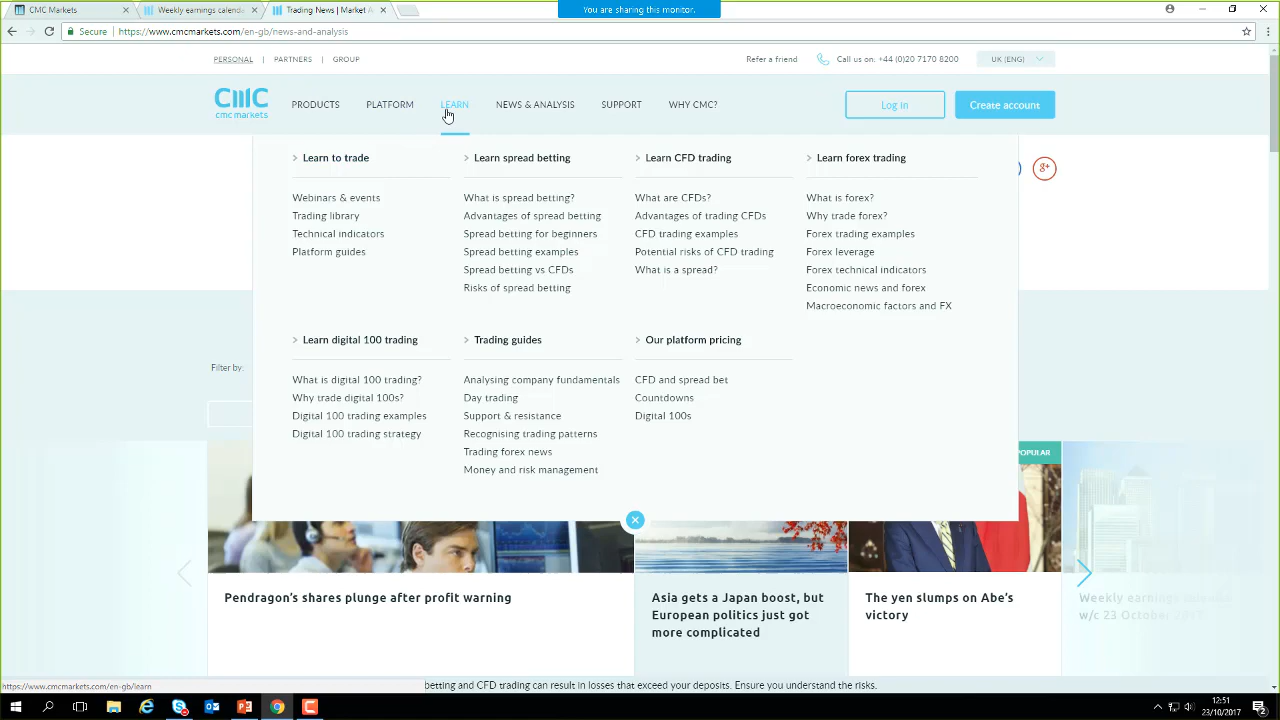 CMC Markets
Weekly earnings calenda
Trading News | Market A
You are sharing this monitor.
Secure
https://www.cmcmarkets.com/en-gb/news-and-analysis
PERSONAL | PARTNERS | GROUP
Refer a friend
Call us on: +44 (0)20 7170 8200
UK (ENG)
cmc markets
PRODUCTS
PLATFORM
LEARN
NEWS & ANALYSIS
SUPPORT
WHY CMC?
Log in
Create account
Learn to trade
Webinars & events
Trading library
Technical indicators
Platform guides
Learn spread betting
What is spread betting?
Advantages of spread betting
Spread betting for beginners
Spread betting examples
Spread betting vs CFDs
Risks of spread betting
Learn CFD trading
What are CFDs?
Advantages of trading CFDs
CFD trading examples
Potential risks of CFD trading
What is a spread?
Learn forex trading
What is forex?
Why trade forex?
Forex trading examples
Forex leverage
Forex technical indicators
Economic news and forex
Macroeconomic factors and FX
g+
Learn digital 100 trading
What is digital 100 trading?
Why trade digital 100s?
Digital 100 trading examples
Digital 100 trading strategy
Trading guides
Analysing company fundamentals
Day trading
Support & resistance
Recognising trading patterns
Trading forex news
Money and risk management
Our platform pricing
CFD and spread bet
Countdowns
Digital 100s
Filter by:
POPULAR
Pendragon's shares plunge after profit warning
Asia gets a Japan boost, but
European politics just got
more complicated
The yen slumps on Abe's
victory
Weekly earnings
w/c 23 October
https://www.cmcmarkets.com/en-gb/learn
betting and CFD trading can result in losses that exceed your deposits. Ensure you understand the risks.
12:51
23/10/2017